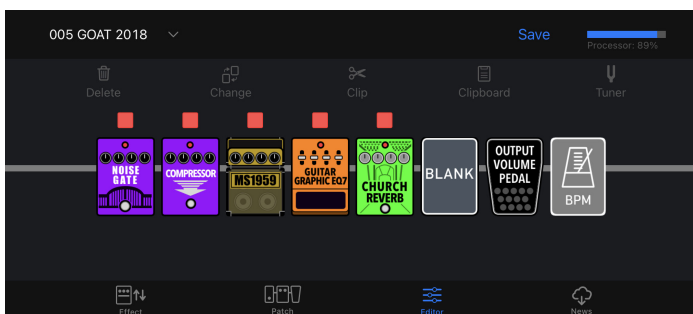 005 GOAT 2018
Save
Processor: 89%
Delete
Change
Clip
Clipboard
Tuner
NOISE
GATE
COMPRESSOR
MS1959
GUITAR
GRAPHIC EQ7
CHURCH
REVERB
BLANK
OUTPUT
VOLUME
PEDAL
BPM
Effect
Patch
Editor
News